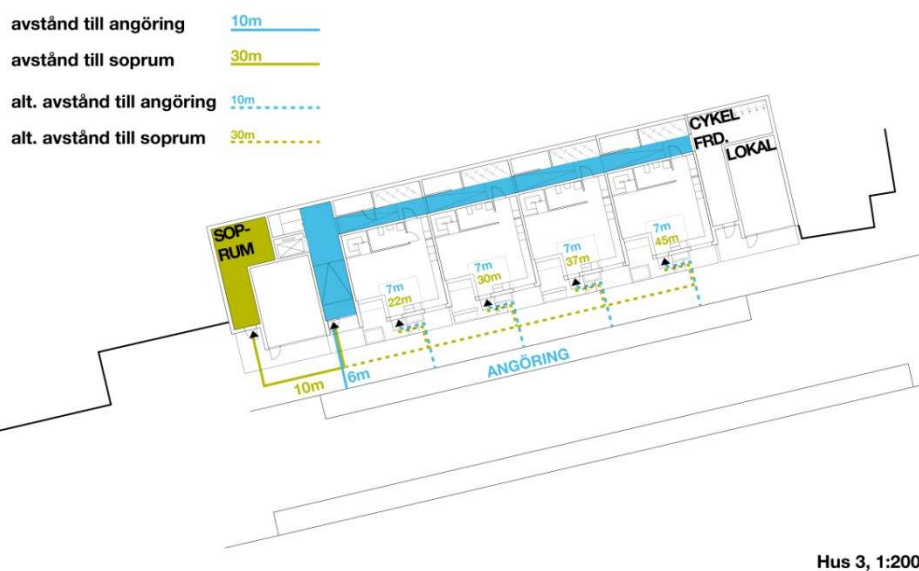 avstånd till angöring 10m
avstånd till soprum 30m
alt. avstånd till angöring 10m
alt. avstånd till soprum 30m
CYKEL
FRD.
LOKAL
SOP-
RUM
7m
22m
7m
30m
7m
37m
7m
45m
10m
6m
ANGÖRING
Hus 3, 1:200